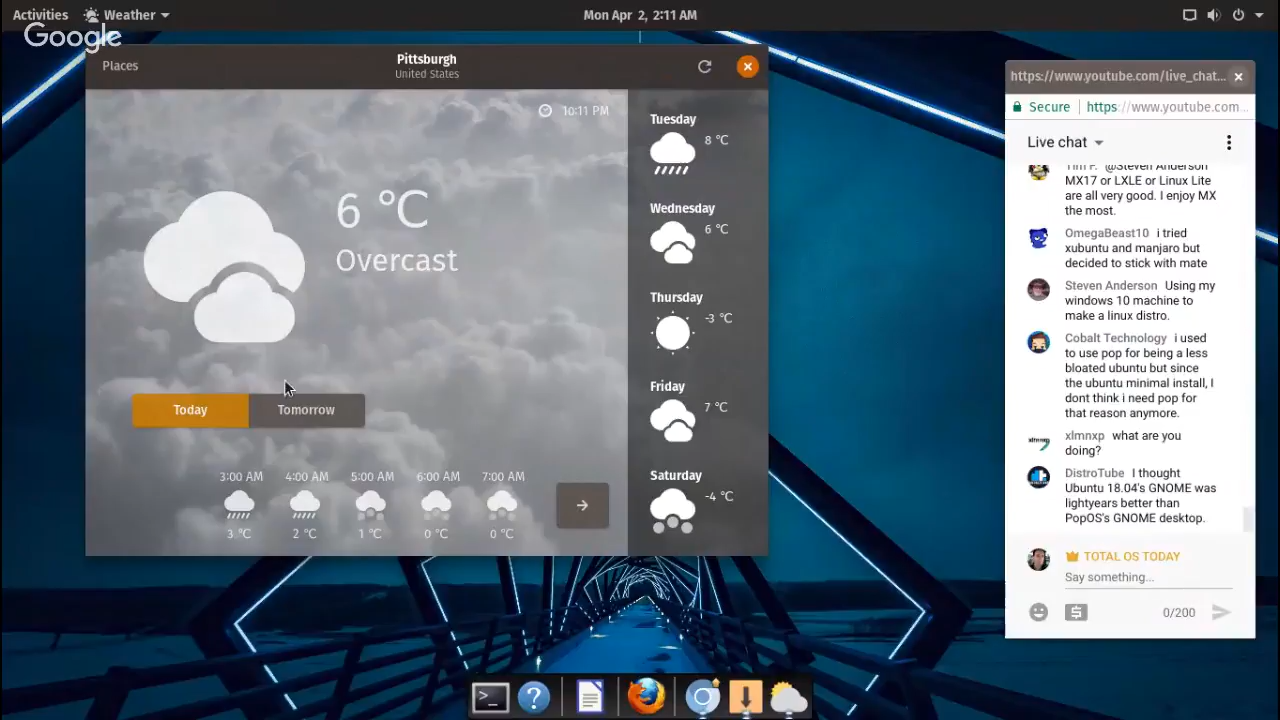 Activities Weather Mon Apr 2, 2:11 AM
Google
Places Pittsburgh
United States
10:11 PM
6 °C
Overcast
Today Tomorrow
3:00 AM 4:00 AM 5:00 AM 6:00 AM 7:00 AM
3 °C 2 °C 1 °C 0 °C 0 °C
Tuesday
8 °C
Wednesday
6 °C
Thursday
-3 °C
Friday
7 °C
Saturday
-4 °C
https://www.youtube.com/live_chat...
Secure https://www.youtube.com...
Live chat
Tim F. @Steven Anderson
MX17 or LXLE or Linux Lite
are all very good. I enjoy MX
the most.
OmegaBeast10 i tried
xubuntu and manjaro but
decided to stick with mate
Steven Anderson Using my
windows 10 machine to
make a linux distro.
Cobalt Technology i used
to use pop for being a less
bloated ubuntu but since
the ubuntu minimal install, I
dont think i need pop for
that reason anymore.
xlmnxp what are you
doing?
DistroTube I thought
Ubuntu 18.04's GNOME was
lightyears better than
PopOS's GNOME desktop.
TOTAL OS TODAY
Say something...
0/200